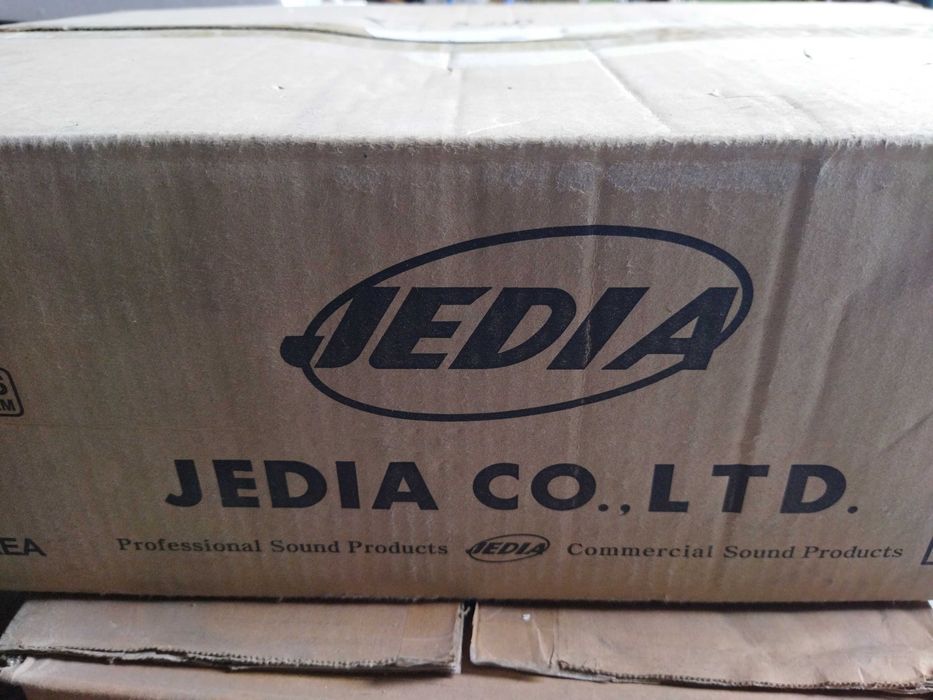 JEDIA
JEDIA CO.,LTD.
Professional Sound Products JEDIA Commercial Sound Products